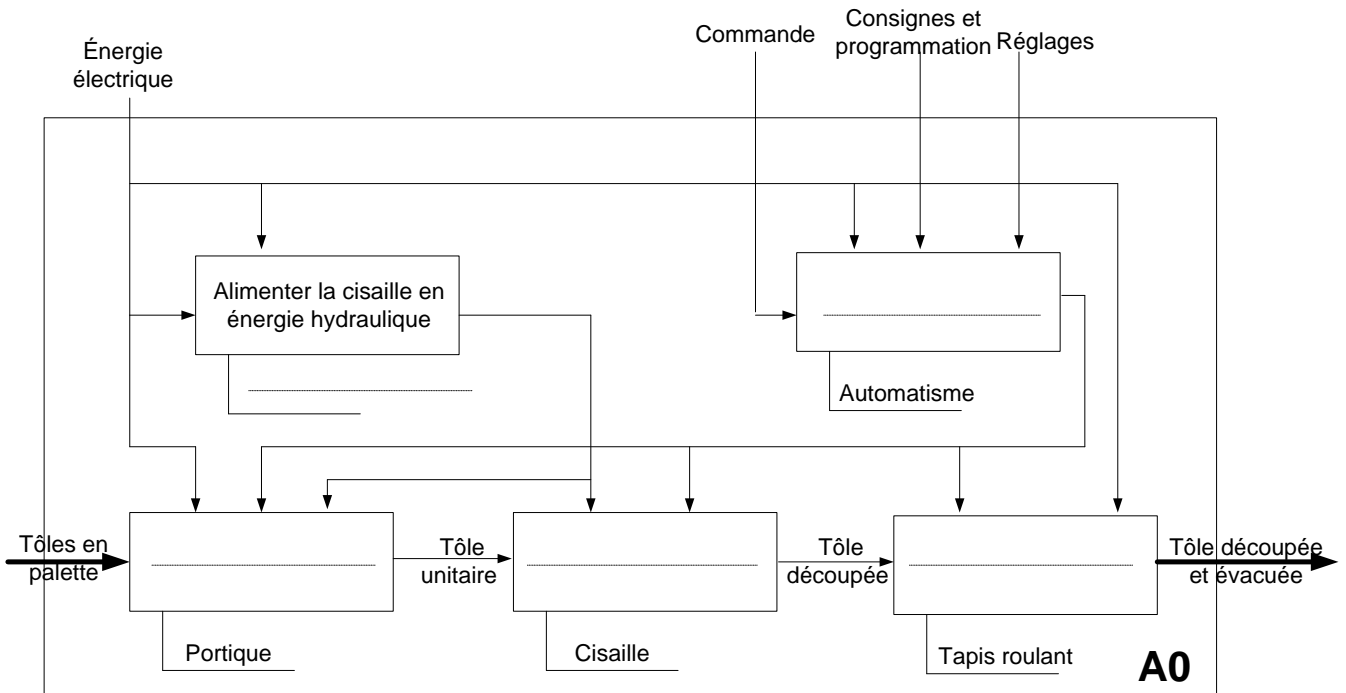 Énergie
électrique
Commande
Consignes et
programmation
Réglages
Alimenter la cisaille en
énergie hydraulique
Automatisme
Tôles en
palette
Tôle
unitaire
Tôle
découpée
Tôle découpée
et évacuée
Portique
Cisaille
Tapis roulant
A0